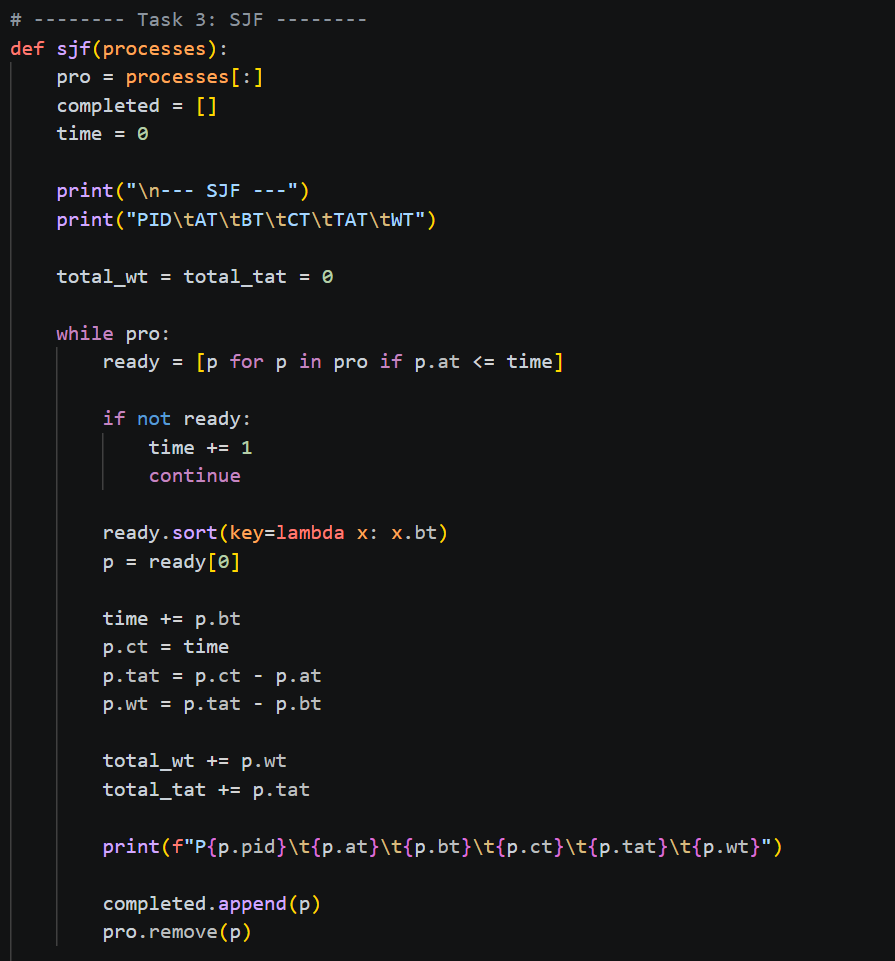 # -------- Task 3: SJF --------
def sjf(processes):
    pro = processes[:]
    completed = []
    time = 0

    print("\n--- SJF ---")
    print("PID\tAT\tBT\tCT\tTAT\tWT")

    total_wt = total_tat = 0

    while pro:
        ready = [p for p in pro if p.at <= time]

        if not ready:
            time += 1
            continue

        ready.sort(key=lambda x: x.bt)
        p = ready[0]

        time += p.bt
        p.ct = time
        p.tat = p.ct - p.at
        p.wt = p.tat - p.bt

        total_wt += p.wt
        total_tat += p.tat

        print(f"P{p.pid}\t{p.at}\t{p.bt}\t{p.ct}\t{p.tat}\t{p.wt}")

        completed.append(p)
        pro.remove(p)